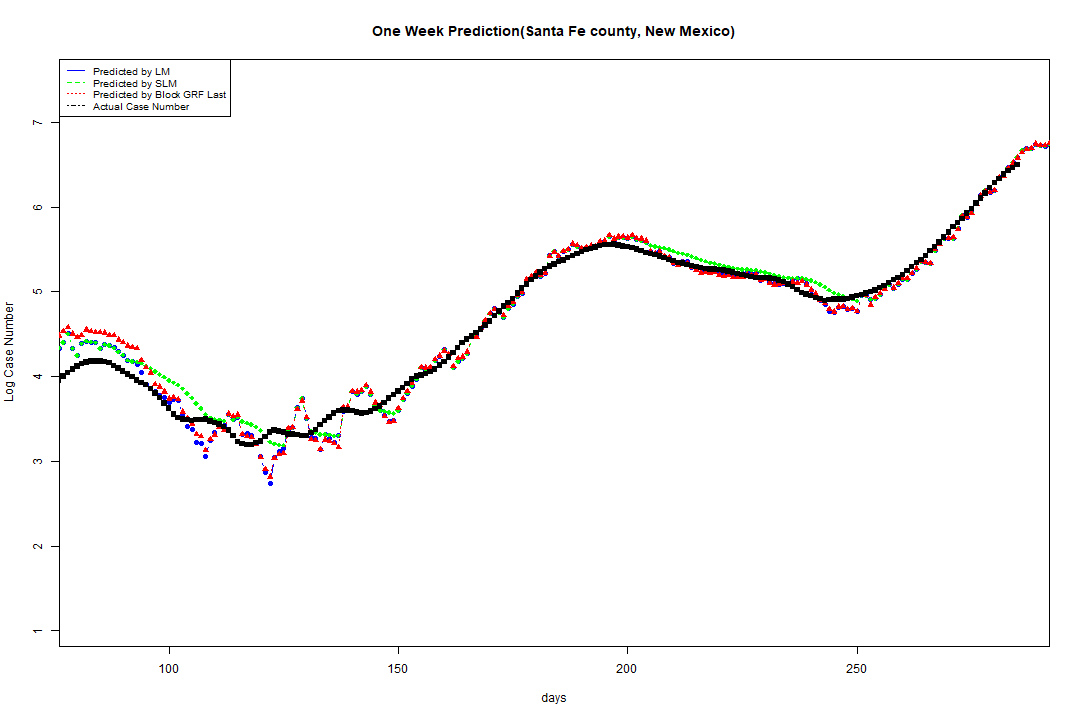 One Week Prediction(Santa Fe county, New Mexico)
Predicted by LM
Predicted by SLM
Predicted by Block GRF Last
Actual Case Number
7
6
5
4
3
2
1
Log Case Number
100 150 200 250
days